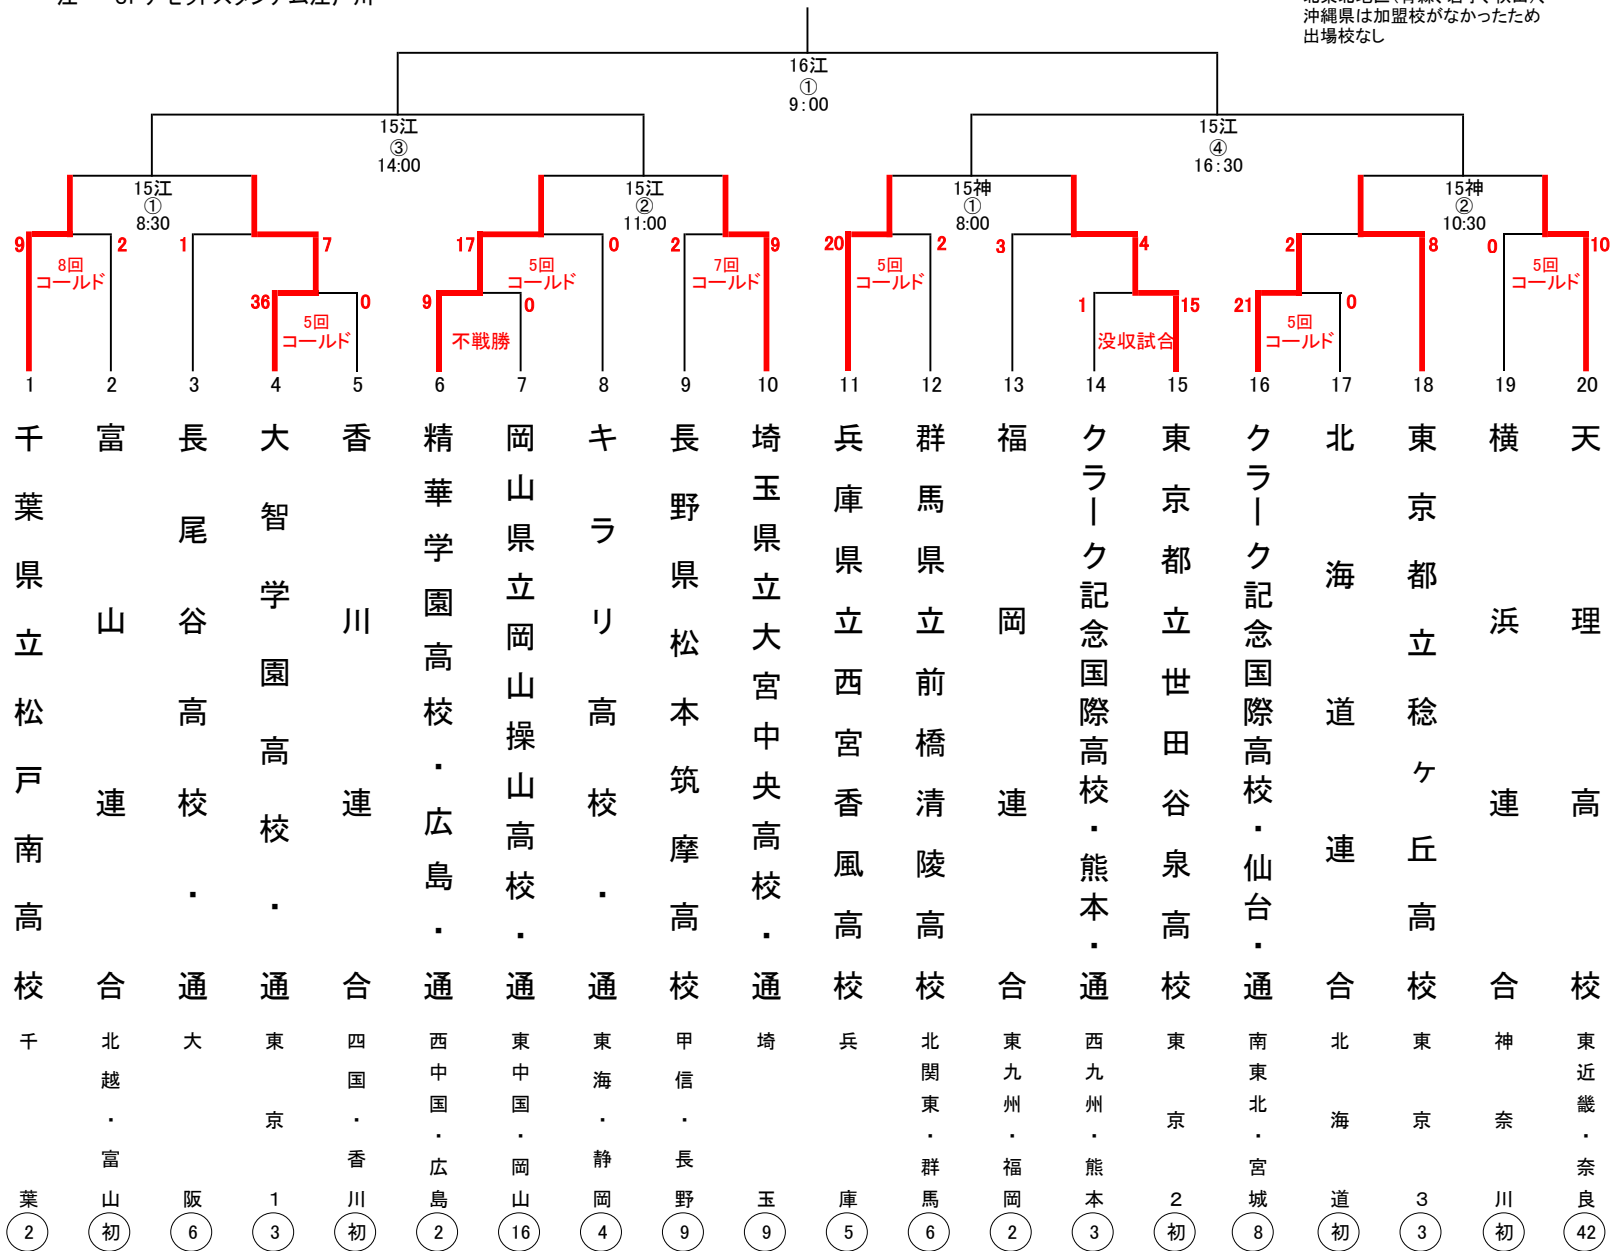 沖縄県は加盟校がなかったため
出場校なし
16江
①
9:00
15江
③
14:00
15江
④
16:30
15江
①
8:30
15江
②
11:00
15神
①
8:00
15神
②
10:30
9 2 1 7 17 0 2 9 20 2 3 4 2 8 0 10
8回
コールド
5回
コールド
7回
コールド
5回
コールド
5回
コールド
36 0 9 0 1 15 21 0
5回
コールド
不戦勝
没収試合
5回
コールド
1 2 3 4 5 6 7 8 9 10 11 12 13 14 15 16 17 18 19 20
千葉県立松戸南高校
富山連合
長尾谷高校・通
大智学園高校・通
香川連合
精華学園高校・広島・通
岡山県立岡山操山高校・通
キラリ高校・通
長野県松本筑摩高校
埼玉県立大宮中央高校・通
兵庫県立西宮香風高校
群馬県立前橋清陵高校
福岡連合
クラーク記念国際高校・熊本・通
東京都立世田谷泉高校
クラーク記念国際高校・仙台・通
北海道連合
東京都立稔ヶ丘高校
横浜連合
天理高校
千葉
北越・富山
大阪
東京1
四国・香川
西中国・広島
東中国・岡山
東海・静岡
甲信・長野
埼玉
兵庫
北関東・群馬
東九州・福岡
西九州・熊本
東京2
南東北・宮城
北海道
東京3
神奈川
東近畿・奈良
2 初 6 3 初 2 16 4 9 9 5 6 2 3 初 8 初 3 初 42